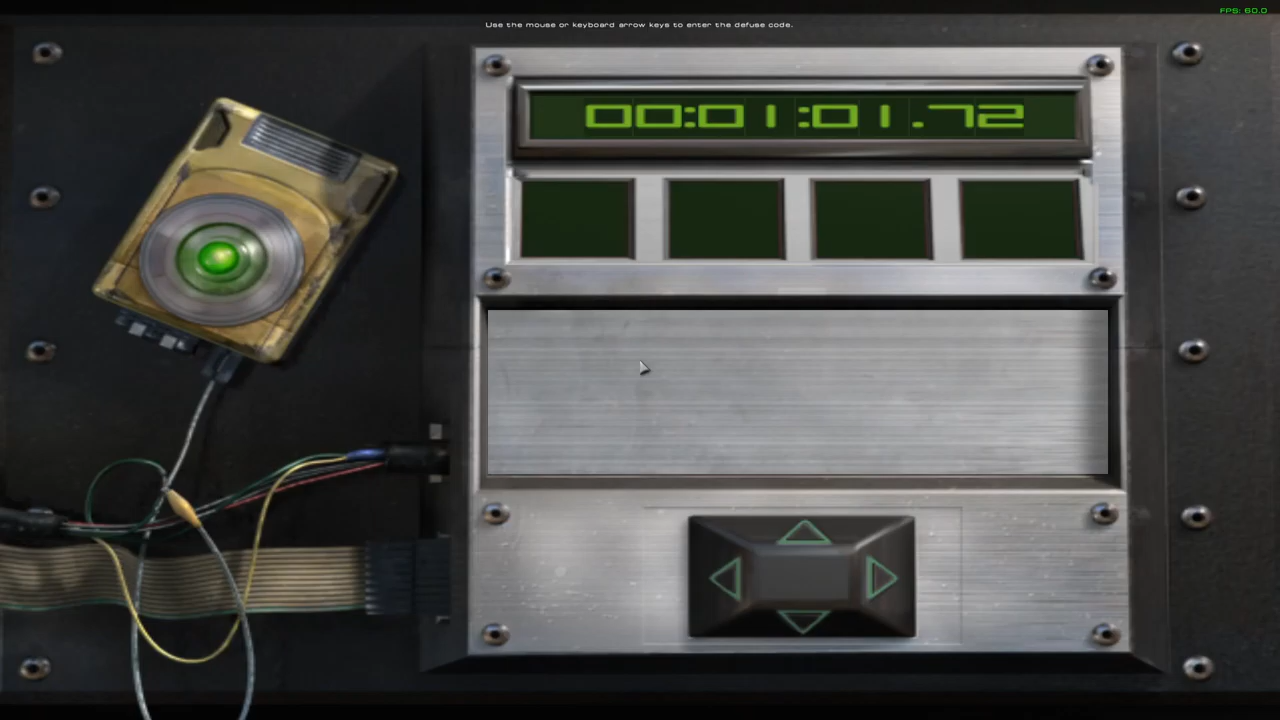 FPS: 60.0
Use the mouse or keyboard arrow keys to enter the defuse code.
00:01:01.72